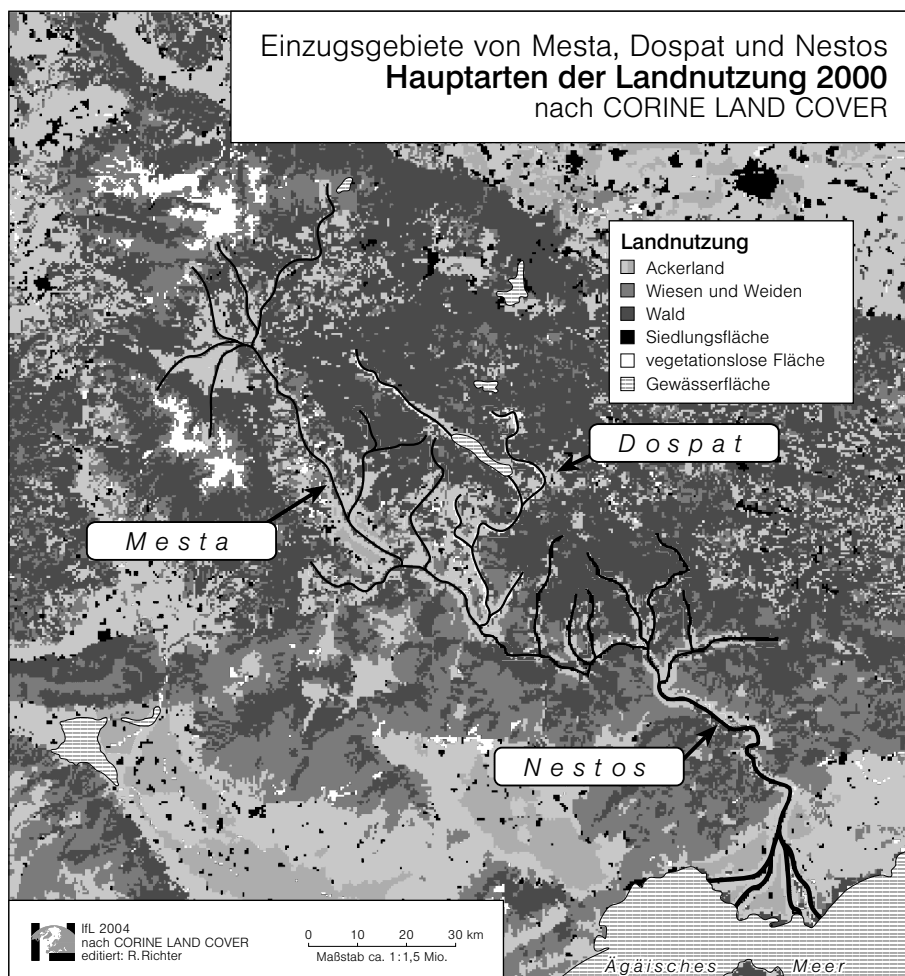 Einzugsgebiete von Mesta, Dospat und Nestos
Hauptarten der Landnutzung 2000
nach CORINE LAND COVER
Landnutzung
Ackerland
Wiesen und Weiden
Wald
Siedlungsfläche
vegetationslose Fläche
Gewässerfläche
Dospat
Mesta
Nestos
IfL 2004
nach CORINE LAND COVER
editiert: R.Richter
0 10 20 30 km
Maßstab ca. 1:1,5 Mio.
Ägäisches Meer